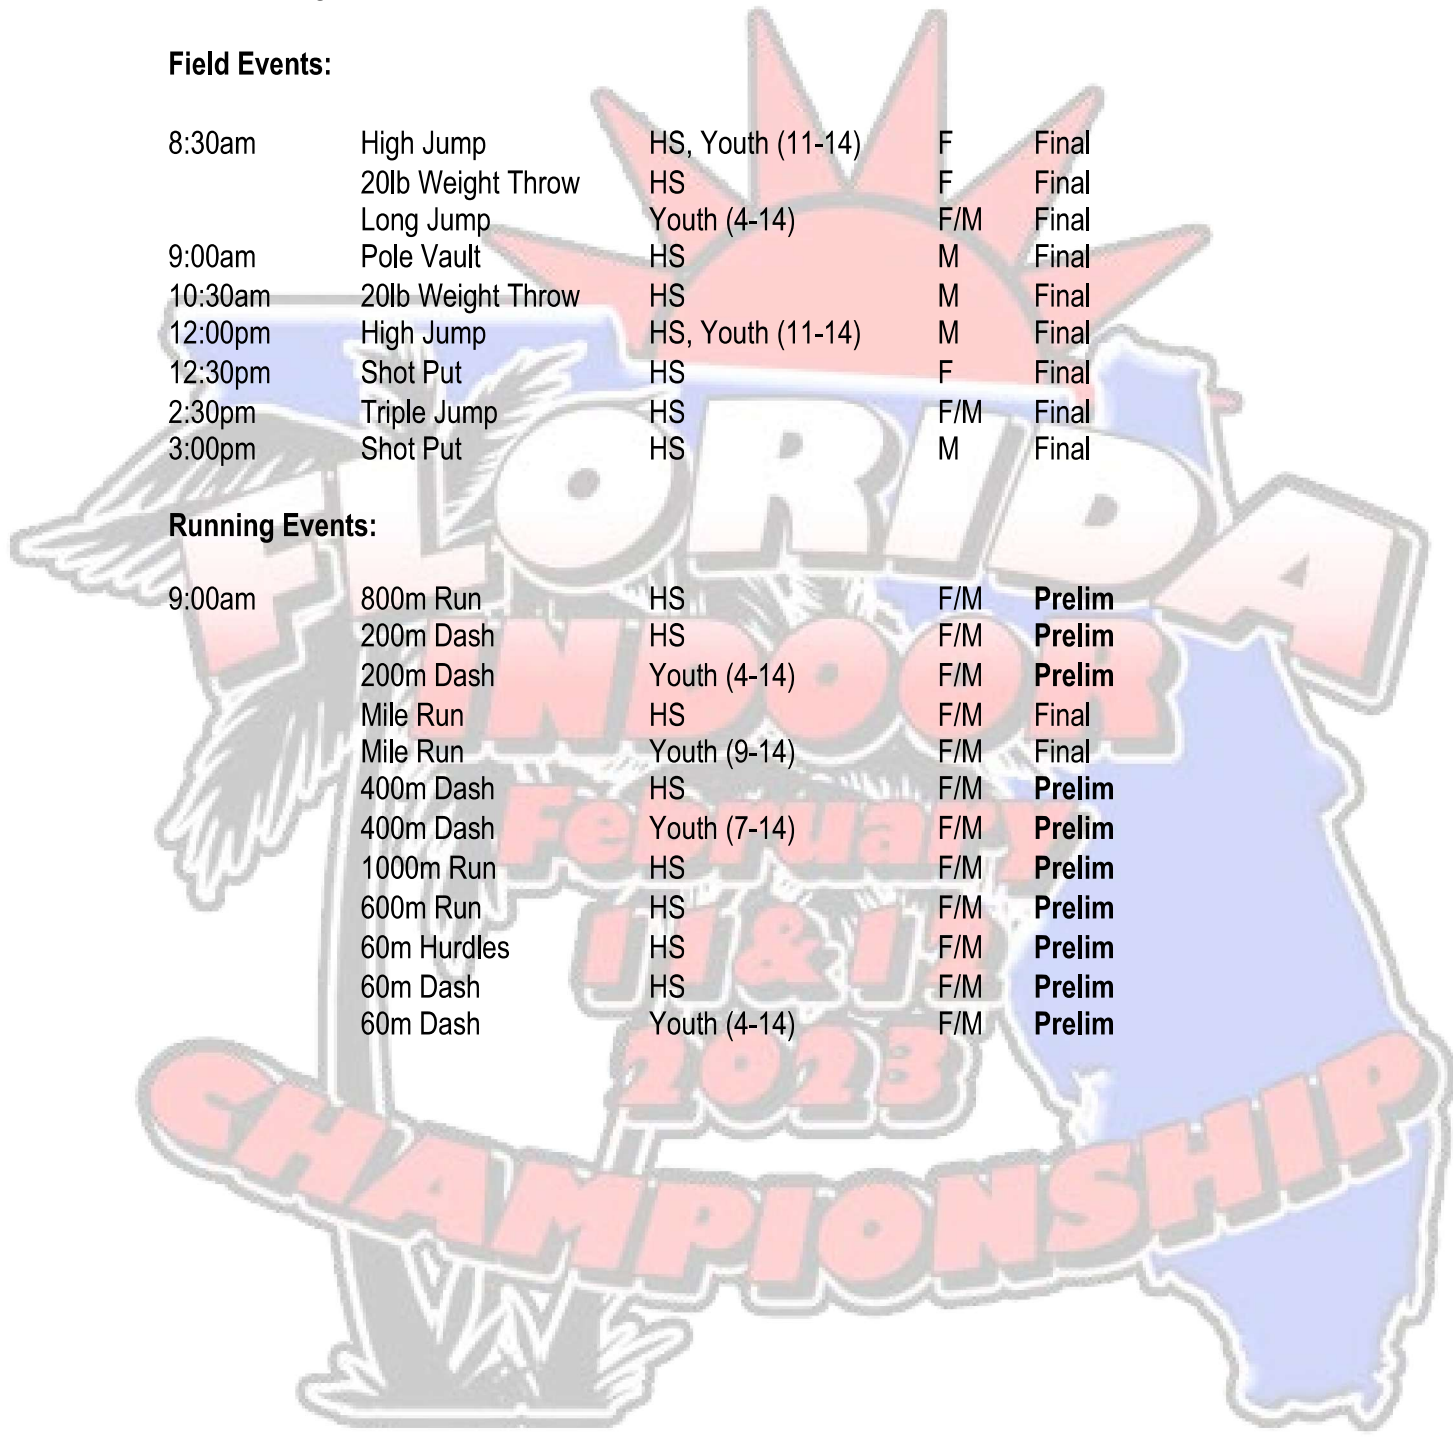 Field Events:
8:30am High Jump HS, Youth (11-14) F Final
20lb Weight Throw HS F Final
Long Jump Youth (4-14) F/M Final
9:00am Pole Vault HS M Final
10:30am 20lb Weight Throw HS M Final
12:00pm High Jump HS, Youth (11-14) M Final
12:30pm Shot Put HS F Final
2:30pm Triple Jump HS F/M Final
3:00pm Shot Put HS M Final
Running Events:
9:00am 800m Run HS F/M Prelim
200m Dash HS F/M Prelim
200m Dash Youth (4-14) F/M Prelim
Mile Run HS F/M Final
Mile Run Youth (9-14) F/M Final
400m Dash HS F/M Prelim
400m Dash Youth (7-14) F/M Prelim
1000m Run HS F/M Prelim
600m Run HS F/M Prelim
60m Hurdles HS F/M Prelim
60m Dash HS F/M Prelim
60m Dash Youth (4-14) F/M Prelim
FLORIDA
INDOOR
February
11 & 12
2023
CHAMPIONSHIP